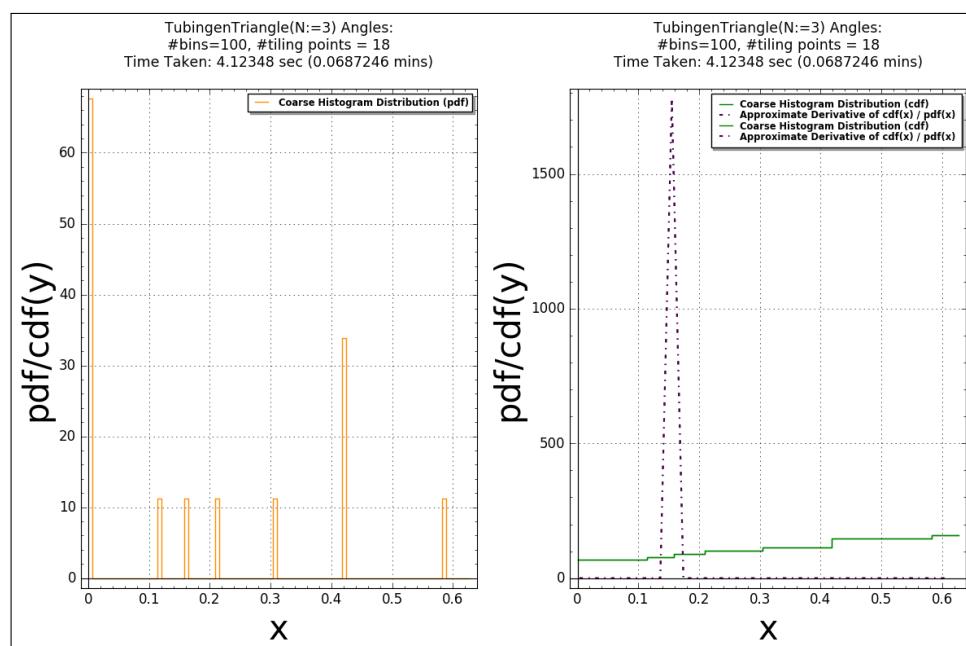 TubingenTriangle(N:=3) Angles:
#bins=100, #tiling points = 18
Time Taken: 4.12348 sec (0.0687246 mins)
Coarse Histogram Distribution (pdf)
pdf/cdf(y)
60
50
40
30
20
10
0
0 0.1 0.2 0.3 0.4 0.5 0.6
x
TubingenTriangle(N:=3) Angles:
#bins=100, #tiling points = 18
Time Taken: 4.12348 sec (0.0687246 mins)
Coarse Histogram Distribution (cdf)
Approximate Derivative of cdf(x) / pdf(x)
Coarse Histogram Distribution (cdf)
Approximate Derivative of cdf(x) / pdf(x)
pdf/cdf(y)
1500
1000
500
0
0 0.1 0.2 0.3 0.4 0.5 0.6
x